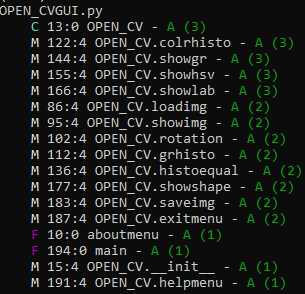 OPEN_CVGUI.py
C 13:0 OPEN_CV - A (3)
M 122:4 OPEN_CV.colrhisto - A (3)
M 144:4 OPEN_CV.showgr - A (3)
M 155:4 OPEN_CV.showhsv - A (3)
M 166:4 OPEN_CV.showlab - A (3)
M 86:4 OPEN_CV.loadimg - A (2)
M 95:4 OPEN_CV.showimg - A (2)
M 102:4 OPEN_CV.rotation - A (2)
M 112:4 OPEN_CV.grhisto - A (2)
M 136:4 OPEN_CV.histoequal - A (2)
M 177:4 OPEN_CV.showshape - A (2)
M 183:4 OPEN_CV.saveimg - A (2)
M 187:4 OPEN_CV.exitmenu - A (2)
F 10:0 aboutmenu - A (1)
F 194:0 main - A (1)
M 15:4 OPEN_CV.__init__ - A (1)
M 191:4 OPEN_CV.helpmenu - A (1)